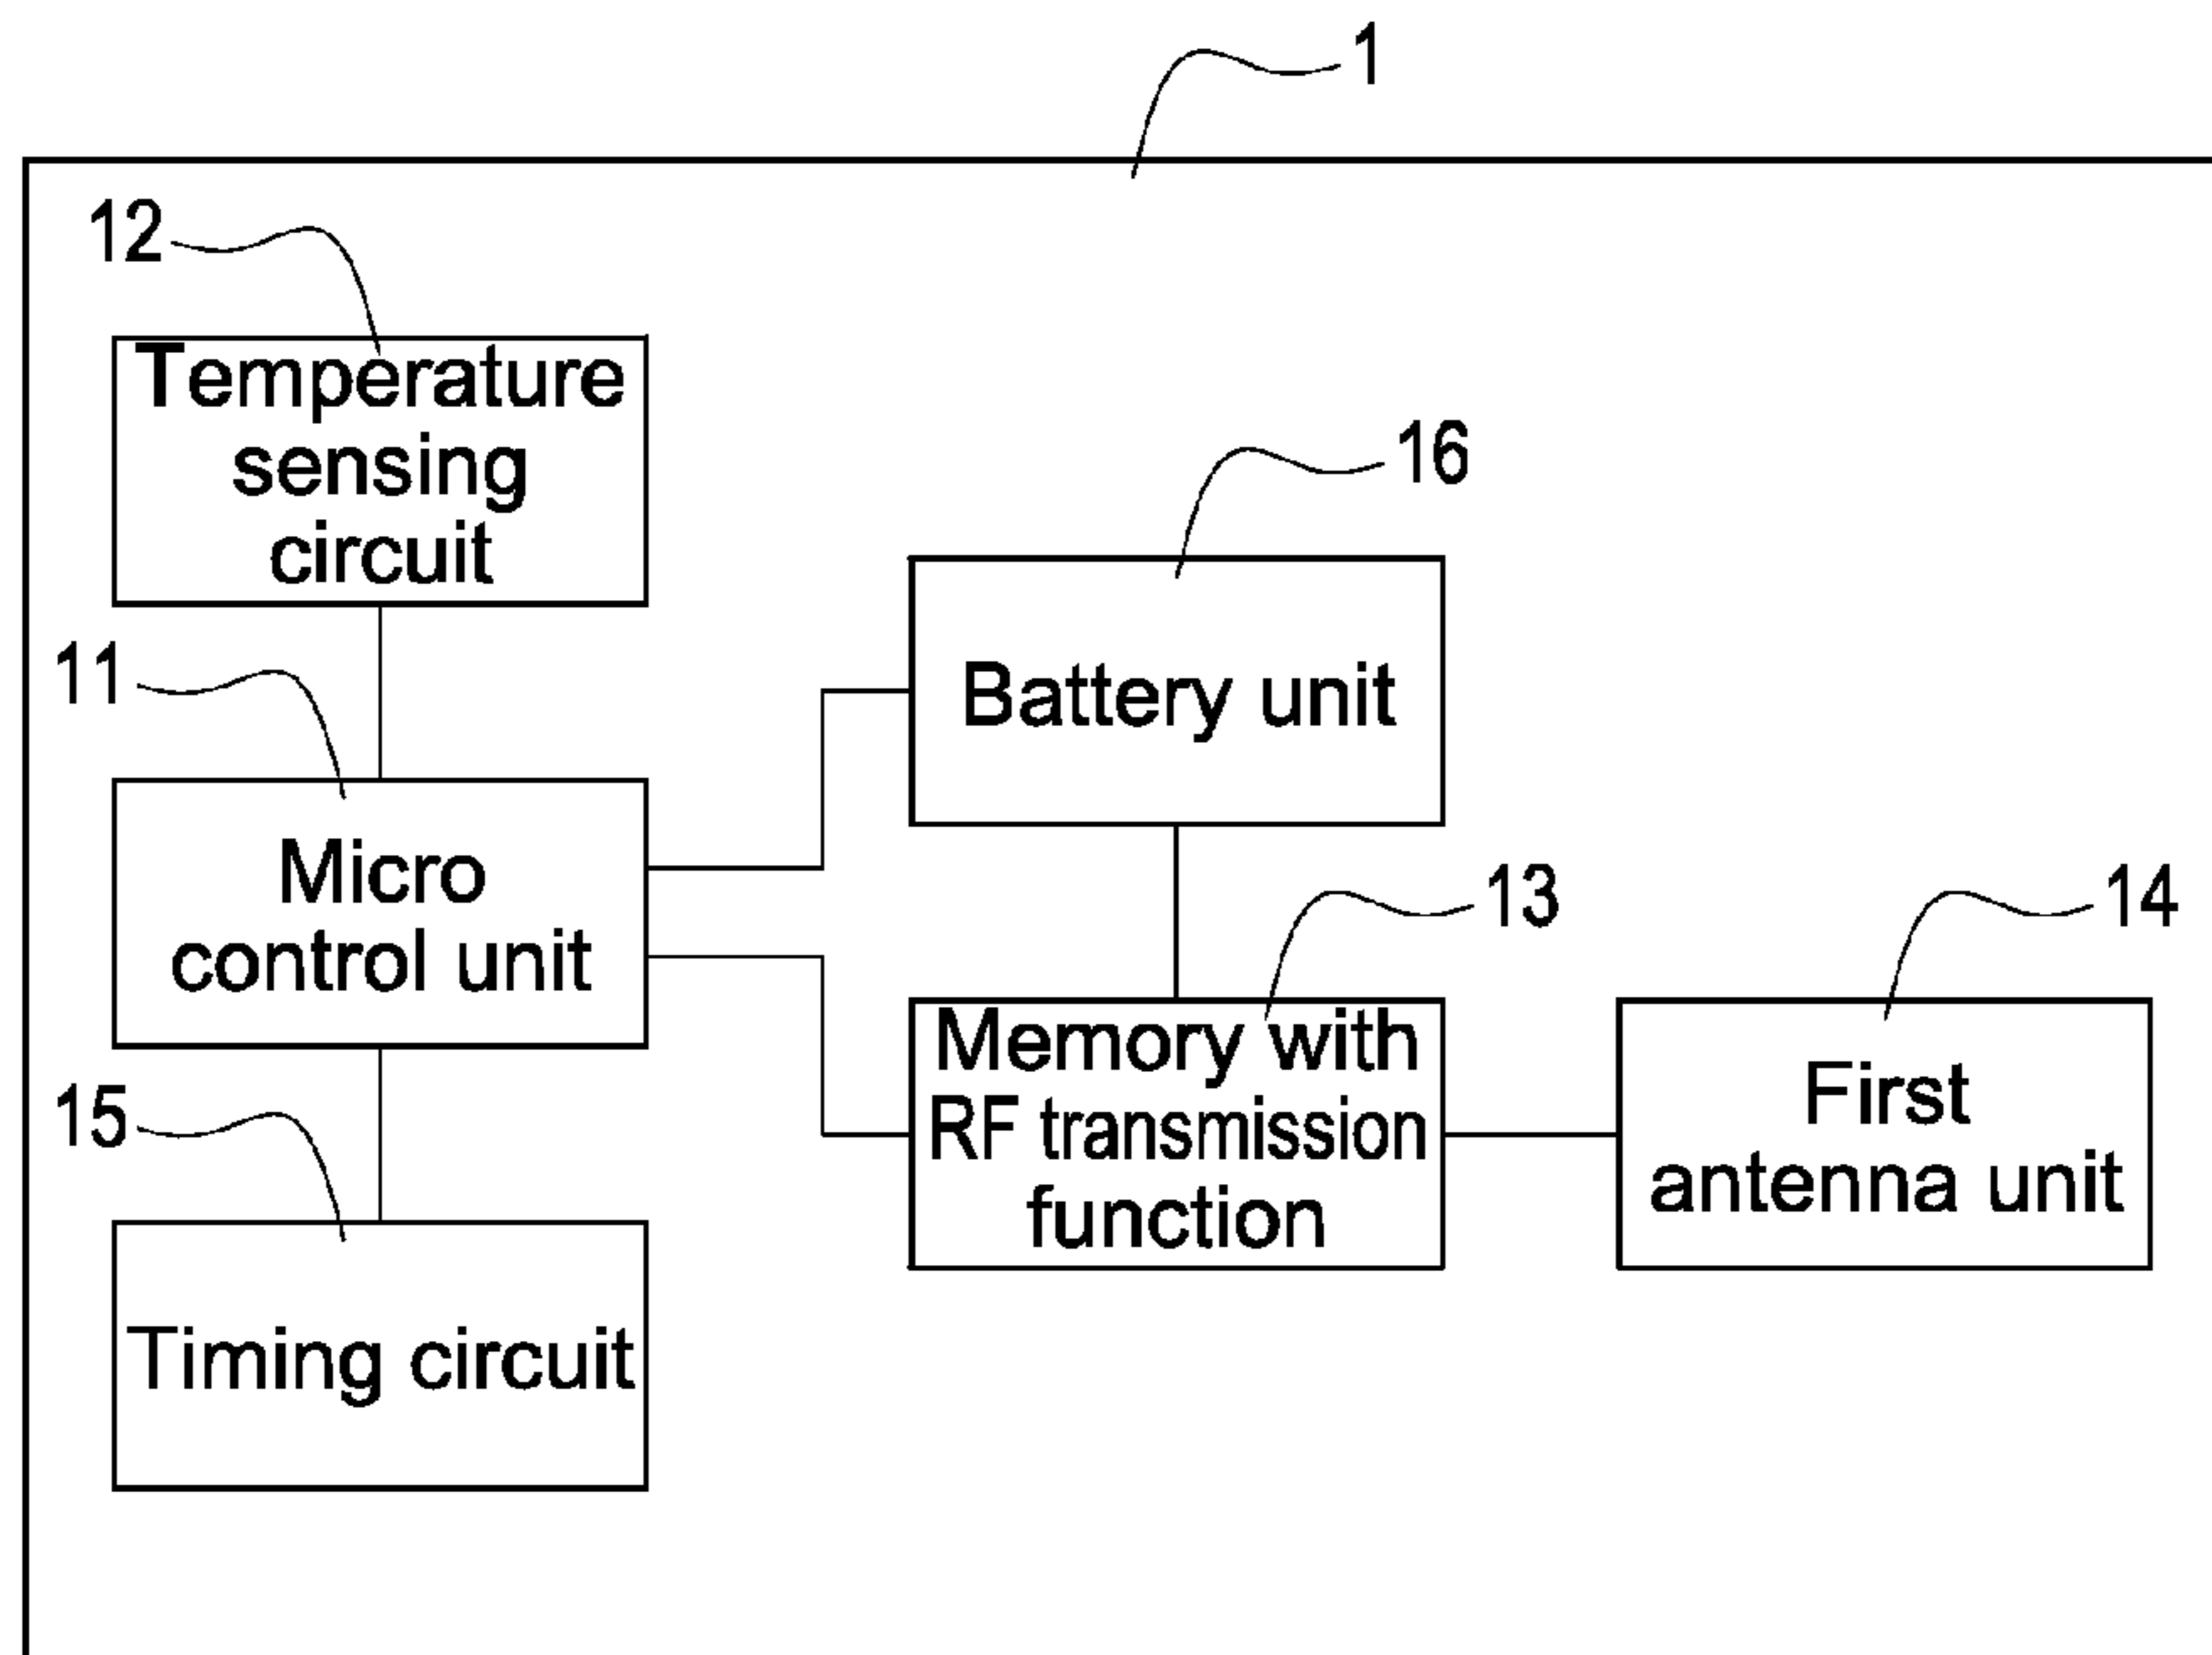 1
12
Temperature
sensing
circuit
16
11
Battery unit
Micro
control unit
13
14
Memory with
RF transmission
function
First
antenna unit
15
Timing circuit